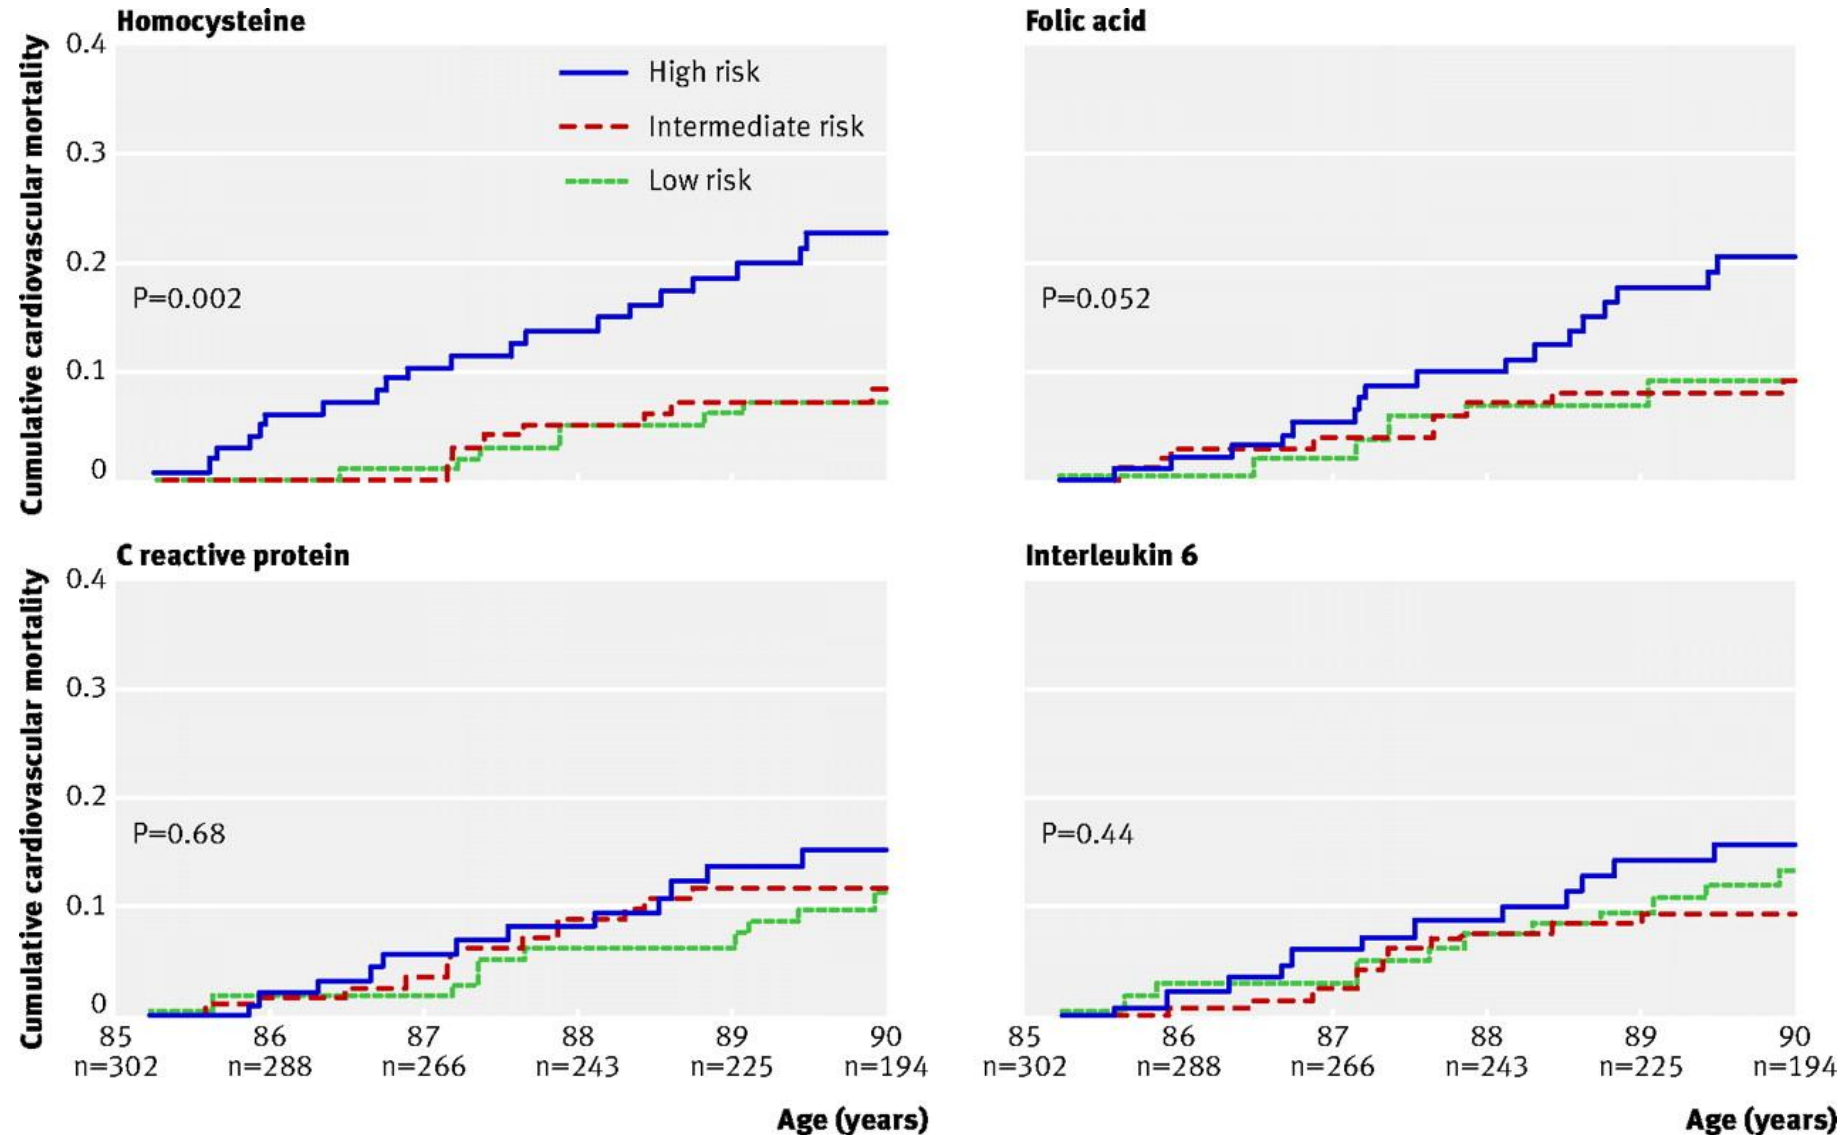 Homocysteine
Cumulative cardiovascular mortality
0.4
0.3
0.2
0.1
0
High risk
Intermediate risk
Low risk
P=0.002
Folic acid
P=0.052
C reactive protein
Cumulative cardiovascular mortality
0.4
0.3
0.2
0.1
0
P=0.68
85 86 87 88 89 90
n=302 n=288 n=266 n=243 n=225 n=194
Age (years)
Interleukin 6
P=0.44
85 86 87 88 89 90
n=302 n=288 n=266 n=243 n=225 n=194
Age (years)